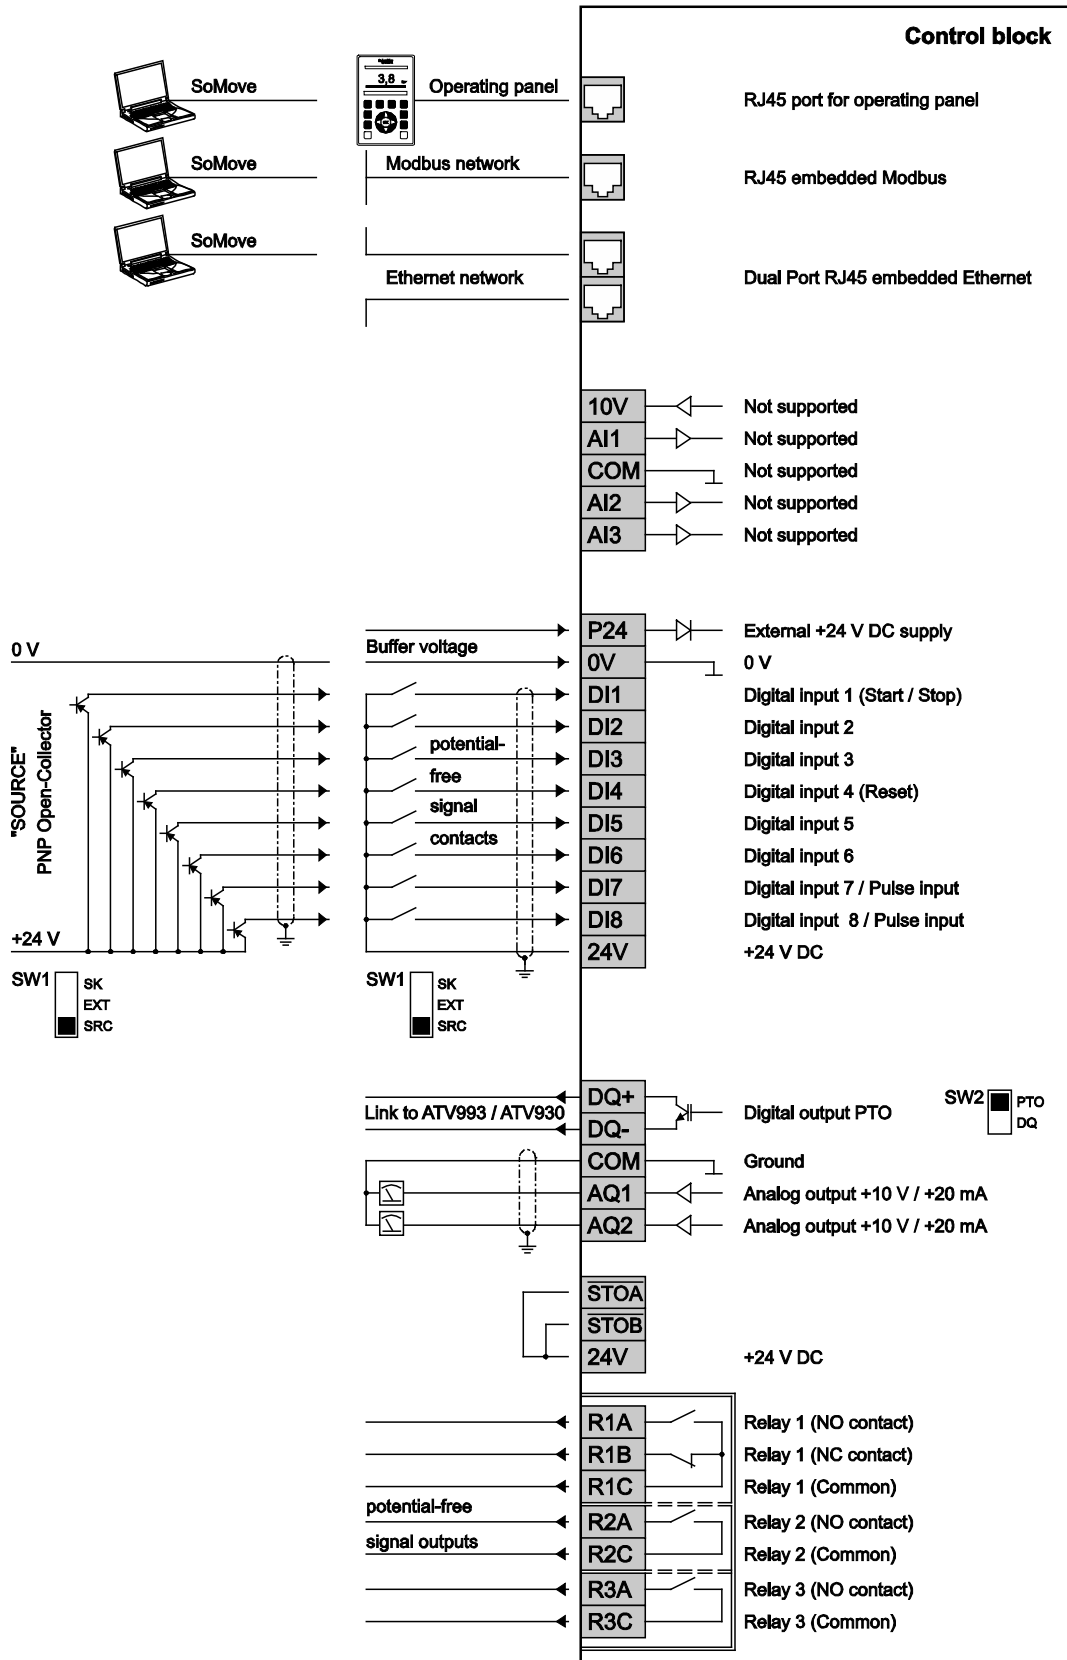 Control block
SoMove
3,8
Operating panel
RJ45 port for operating panel
SoMove
Modbus network
RJ45 embedded Modbus
SoMove
Ethernet network
Dual Port RJ45 embedded Ethernet
10V
Not supported
AI1
Not supported
COM
Not supported
AI2
Not supported
AI3
Not supported
P24
External +24 V DC supply
0 V
Buffer voltage
0V
0 V
DI1
Digital input 1 (Start / Stop)
DI2
Digital input 2
"SOURCE"
PNP Open-Collector
potential-
DI3
Digital input 3
free
DI4
Digital input 4 (Reset)
signal
DI5
Digital input 5
contacts
DI6
Digital input 6
DI7
Digital input 7 / Pulse input
DI8
Digital input 8 / Pulse input
+24 V
24V
+24 V DC
SW1
SK
EXT
SRC
SW1
SK
EXT
SRC
DQ+
Link to ATV993 / ATV930
DQ-
Digital output PTO
SW2
PTO
DQ
COM
Ground
AQ1
Analog output +10 V / +20 mA
AQ2
Analog output +10 V / +20 mA
STOA
STOB
24V
+24 V DC
R1A
Relay 1 (NO contact)
R1B
Relay 1 (NC contact)
R1C
Relay 1 (Common)
potential-free
R2A
Relay 2 (NO contact)
signal outputs
R2C
Relay 2 (Common)
R3A
Relay 3 (NO contact)
R3C
Relay 3 (Common)